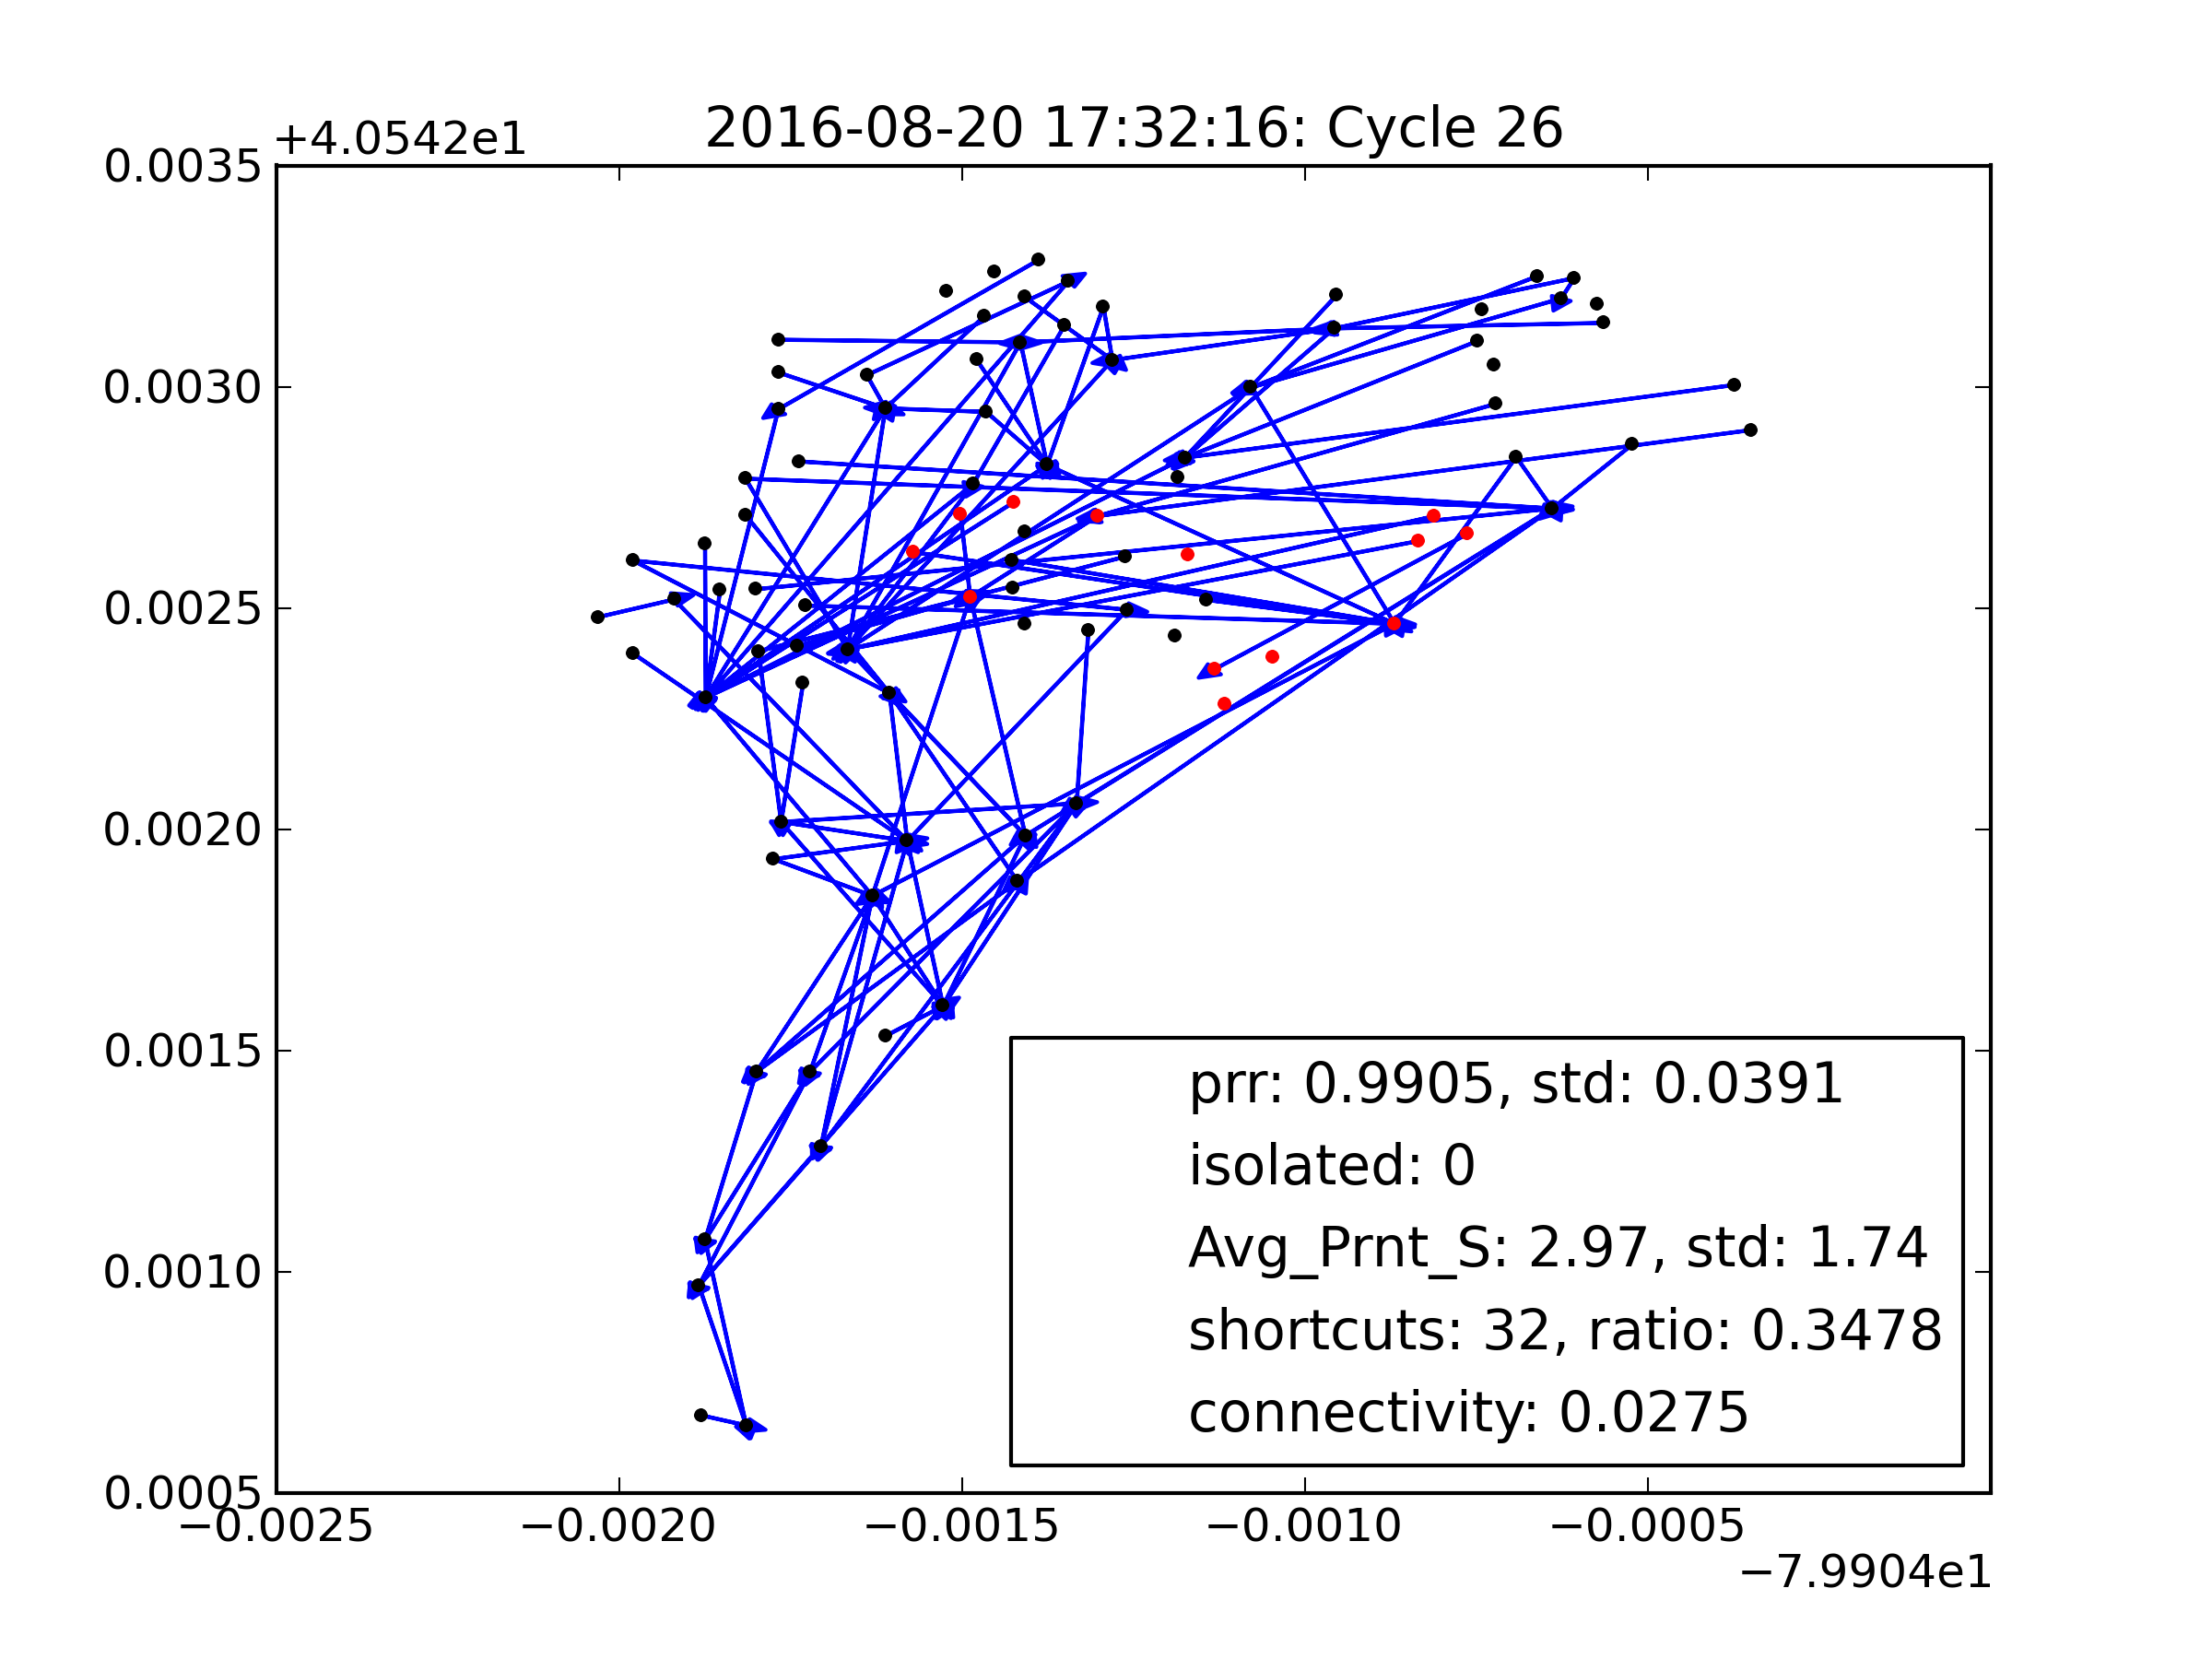 2016-08-20 17:32:16: Cycle 26
+4.0542e1
0.0035
0.0030
0.0025
0.0020
0.0015
0.0010
0.0005
prr: 0.9905, std: 0.0391
isolated: 0
Avg_Prnt_S: 2.97, std: 1.74
shortcuts: 32, ratio: 0.3478
connectivity: 0.0275
−0.0025 −0.0020 −0.0015 −0.0010 −0.0005
−7.9904e1